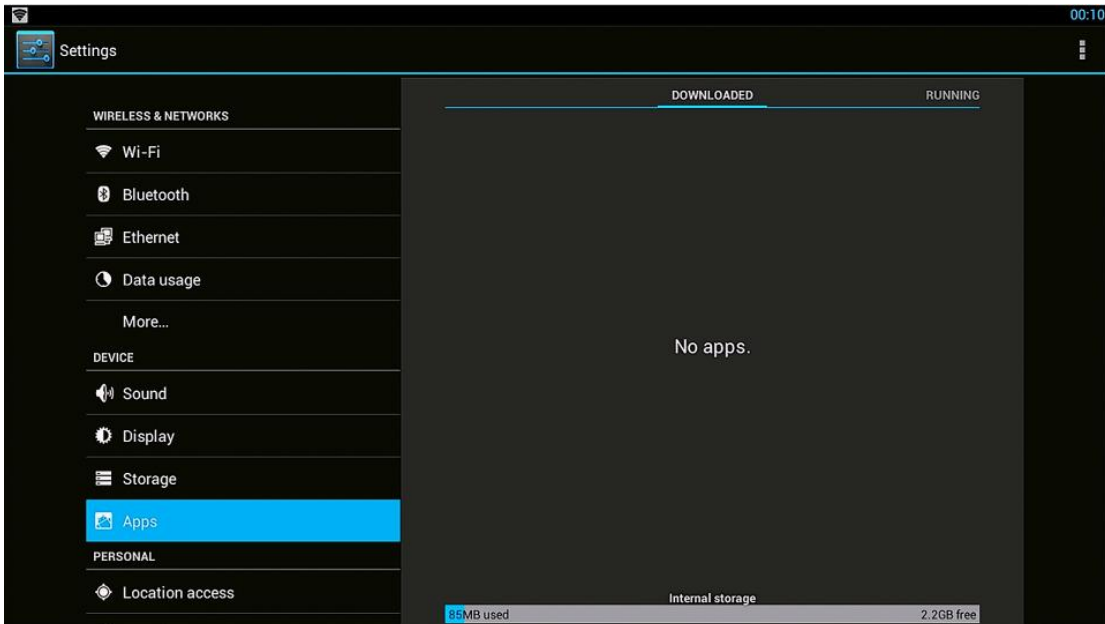 00:10
Settings
WIRELESS & NETWORKS
Wi-Fi
Bluetooth
Ethernet
Data usage
More...
DEVICE
Sound
Display
Storage
Apps
PERSONAL
Location access
DOWNLOADED
RUNNING
No apps.
Internal storage
85MB used
2.2GB free